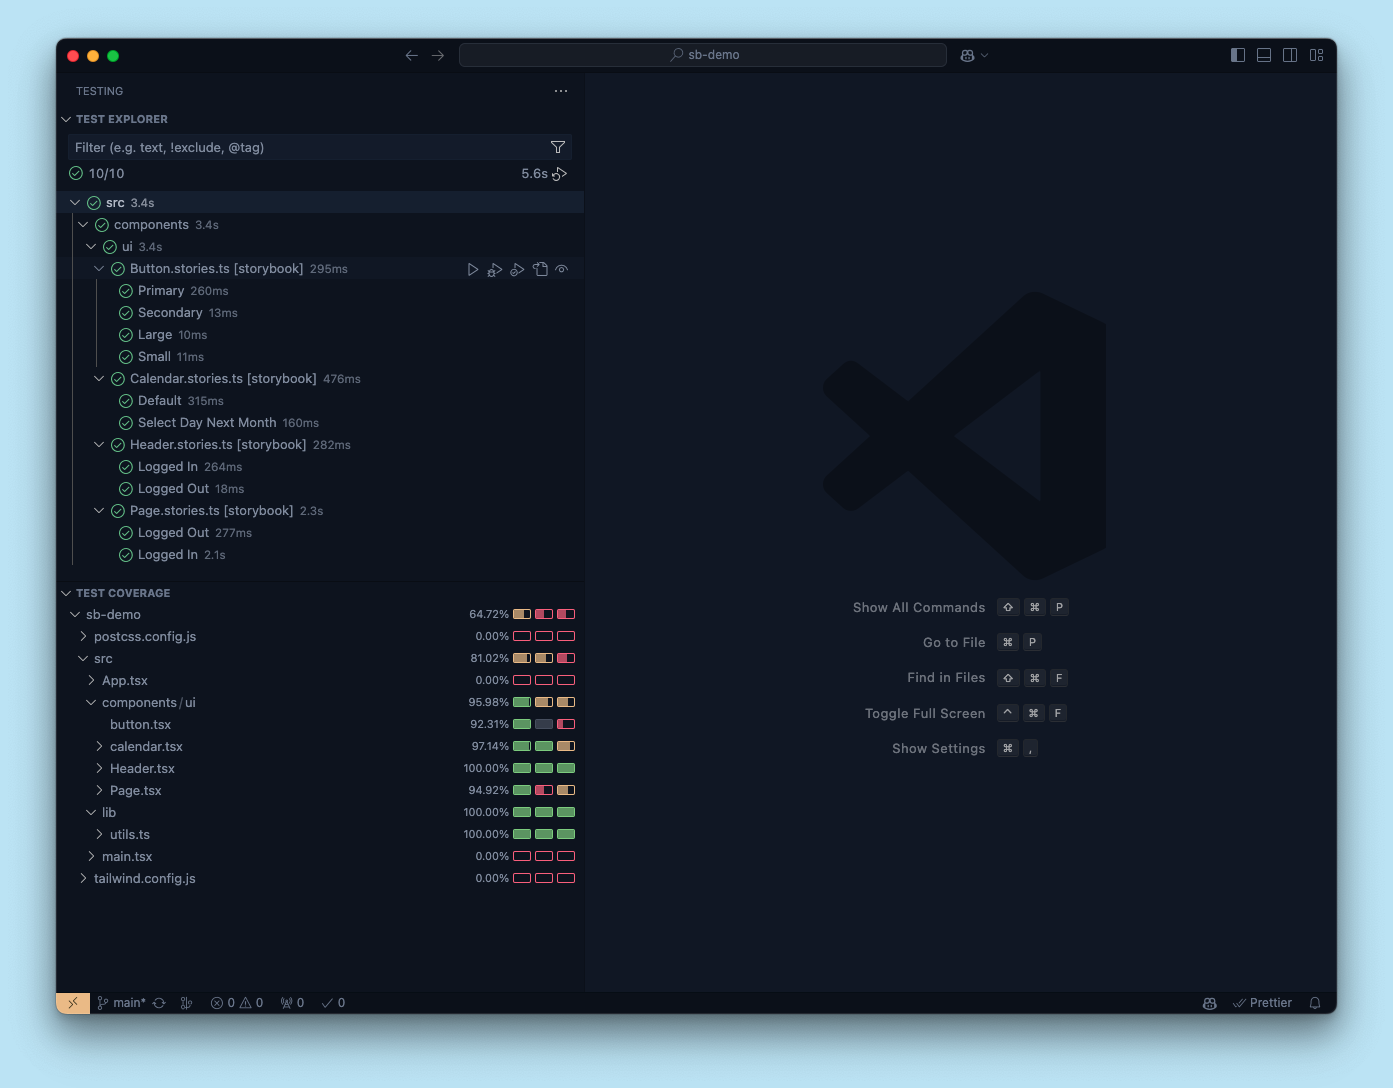 sb-demo
TESTING
TEST EXPLORER
Filter (e.g. text, !exclude, @tag)
10/10 5.6s
src 3.4s
components 3.4s
ui 3.4s
Button.stories.ts [storybook] 295ms
Primary 260ms
Secondary 13ms
Large 10ms
Small 11ms
Calendar.stories.ts [storybook] 476ms
Default 315ms
Select Day Next Month 160ms
Header.stories.ts [storybook] 282ms
Logged In 264ms
Logged Out 18ms
Page.stories.ts [storybook] 2.3s
Logged Out 277ms
Logged In 2.1s
TEST COVERAGE
sb-demo 64.72%
postcss.config.js 0.00%
src 81.02%
App.tsx 0.00%
components/ui 95.98%
button.tsx 92.31%
calendar.tsx 97.14%
Header.tsx 100.00%
Page.tsx 94.92%
lib 100.00%
utils.ts 100.00%
main.tsx 0.00%
tailwind.config.js 0.00%
Show All Commands ⇧ ⌘ P
Go to File ⌘ P
Find in Files ⇧ ⌘ F
Toggle Full Screen ⌃ ⌘ F
Show Settings ⌘ ,
main* 0 0 0 0 Prettier